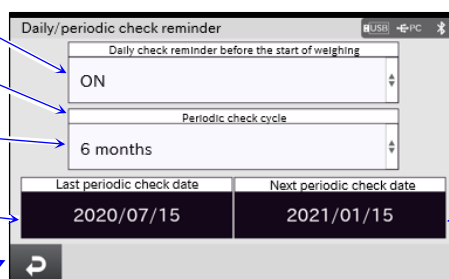 Daily/periodic check reminder
USB PC
Daily check reminder before the start of weighing
ON
Periodic check cycle
6 months
Last periodic check date
Next periodic check date
2020/07/15
2021/01/15